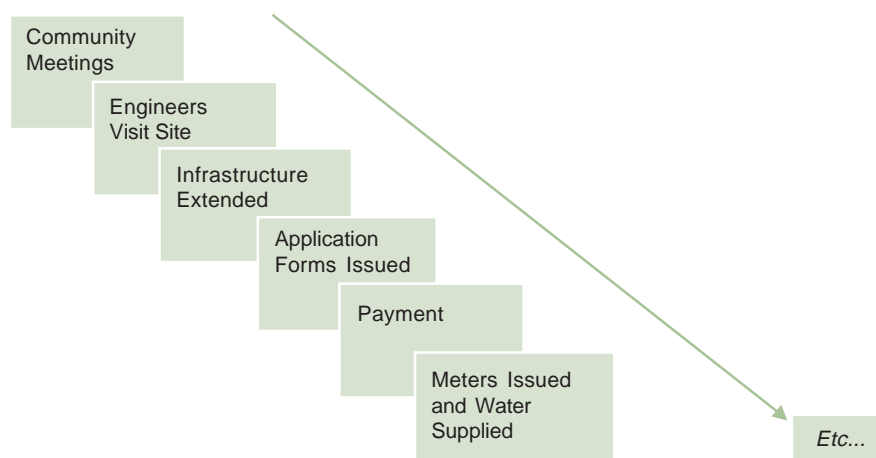 Community
Meetings
Engineers
Visit Site
Infrastructure
Extended
Application
Forms Issued
Payment
Meters Issued
and Water
Supplied
Etc...